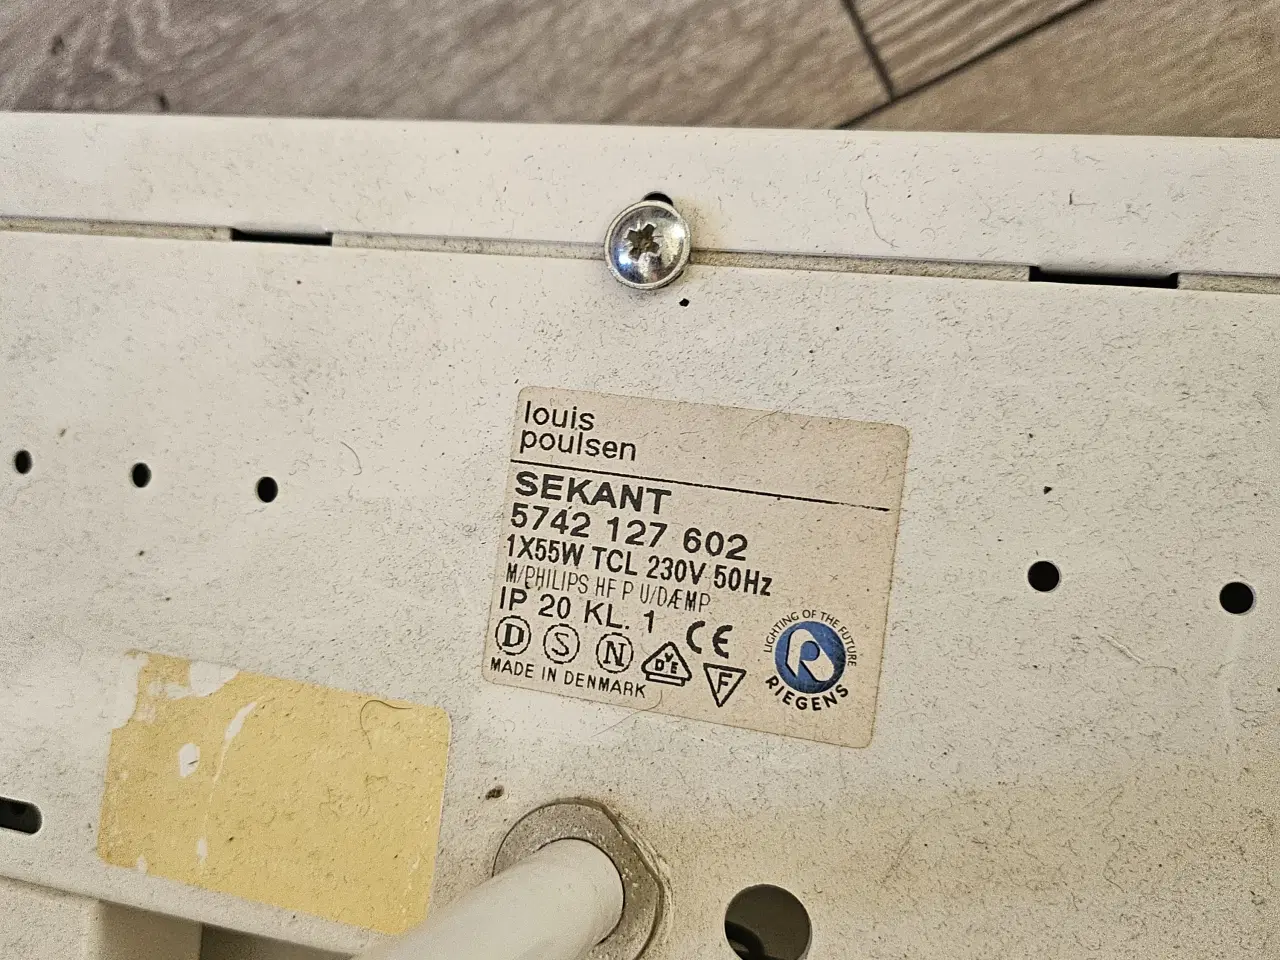 louis
poulsen
SEKANT
5742 127 602
1X55W TCL 230V 50Hz
M/PHILIPS HF P U/DÆMP
IP 20 KL. 1
D S N DVE F CE
MADE IN DENMARK
LIGHTING OF THE FUTURE
R
RIEGENS